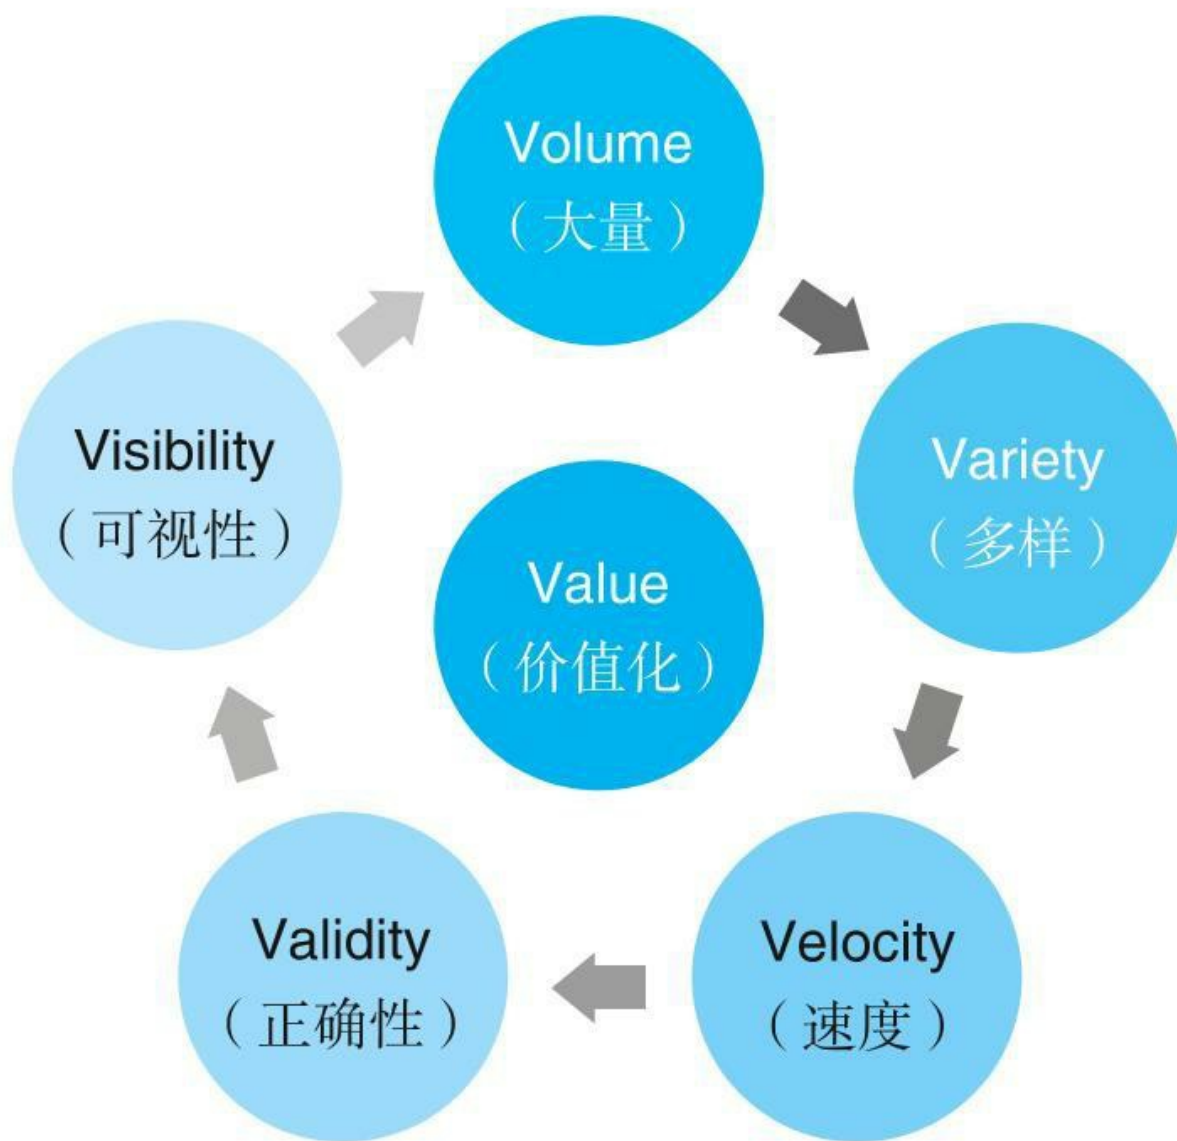 Volume
（大量）
Variety
（多样）
Velocity
（速度）
Validity
（正确性）
Visibility
（可视性）
Value
（价值化）